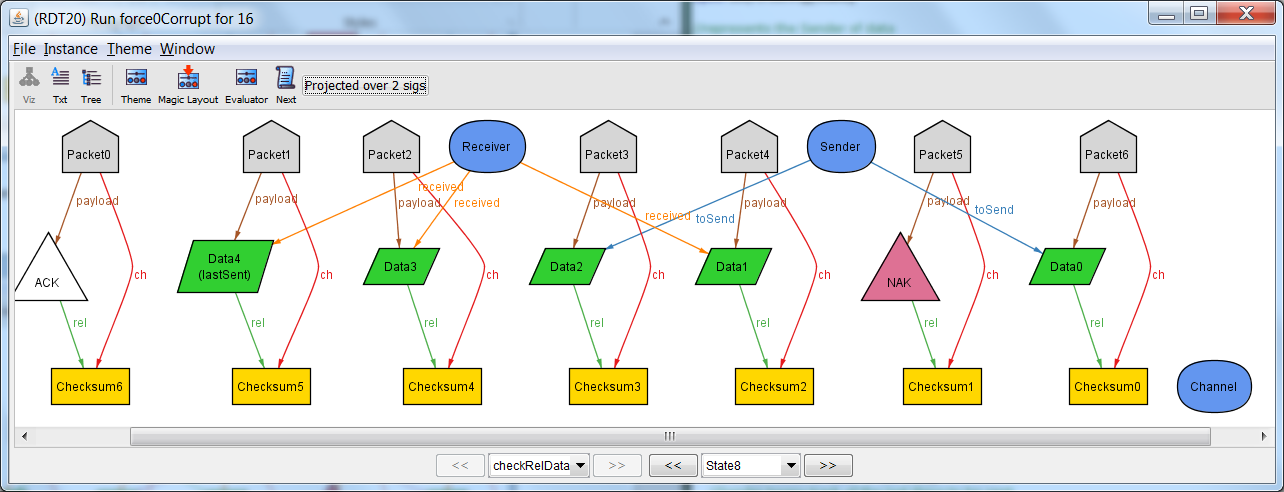 (RDT20) Run force0Corrupt for 16
File Instance Theme Window
Viz Txt Tree Theme Magic Layout Evaluator Next Projected over 2 sigs
Packet0 Packet1 Packet2 Receiver Packet3 Packet4 Sender Packet5 Packet6
payload payload payload received received payload received toSend payload payload toSend payload
ACK Data4 Data3 Data2 Data1 NAK Data0
(lastSent)
ch ch ch ch ch ch ch
rel rel rel rel rel rel rel
Checksum6 Checksum5 Checksum4 Checksum3 Checksum2 Checksum1 Checksum0 Channel
<< checkRelData >> << State8 >>